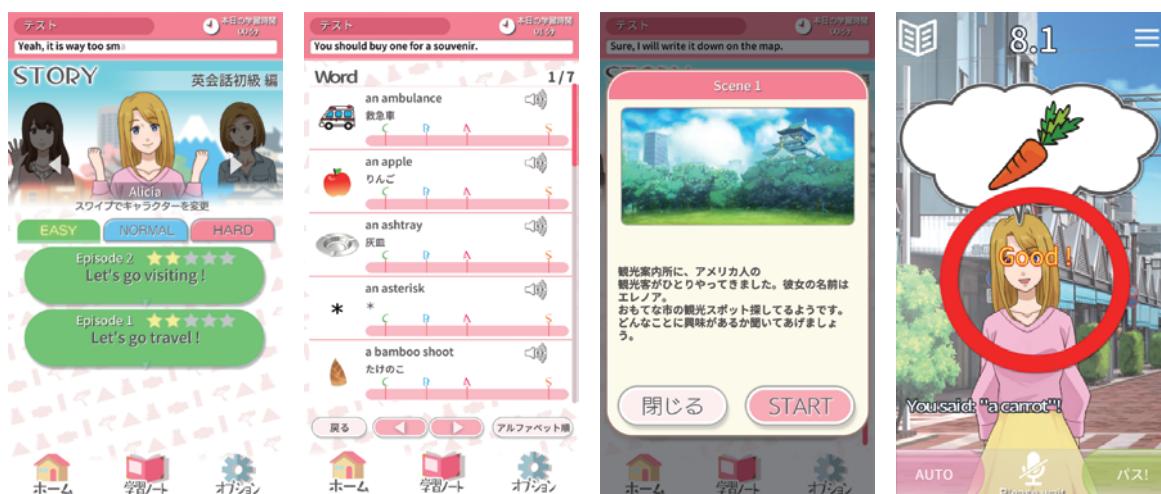 テスト
本日の学習時間
00分
Yeah, it is way too sma
STORY
英会話初級 編
Alicia
スワイプでキャラクターを変更
EASY
NORMAL
HARD
Episode 2 ★★★★★
Let's go visiting !
Episode 1 ★★★★★
Let's go travel !
ホーム
学習ノート
オプション
テスト
本日の学習時間
You should buy one for a souvenir.
Word
1/7
an ambulance
救急車
C B A S
an apple
りんご
C B A S
an ashtray
灰皿
C B A S
an asterisk
*
C B A S
a bamboo shoot
たけのこ
C B A S
戻る
アルファベット順
ホーム
学習ノート
オプション
テスト
本日の学習時間
Sure, I will write it down on the map.
Scene 1
観光案内所に、アメリカ人の
観光客がひとりやってきました。彼女の名前は
エレノア。
おもてな市の観光スポット探してるようです。
どんなことに興味があるか聞いてあげましょ
う。
閉じる
START
ホーム
学習ノート
オプション
8.1
Good !
You said: "a carrot"!
AUTO
パス!